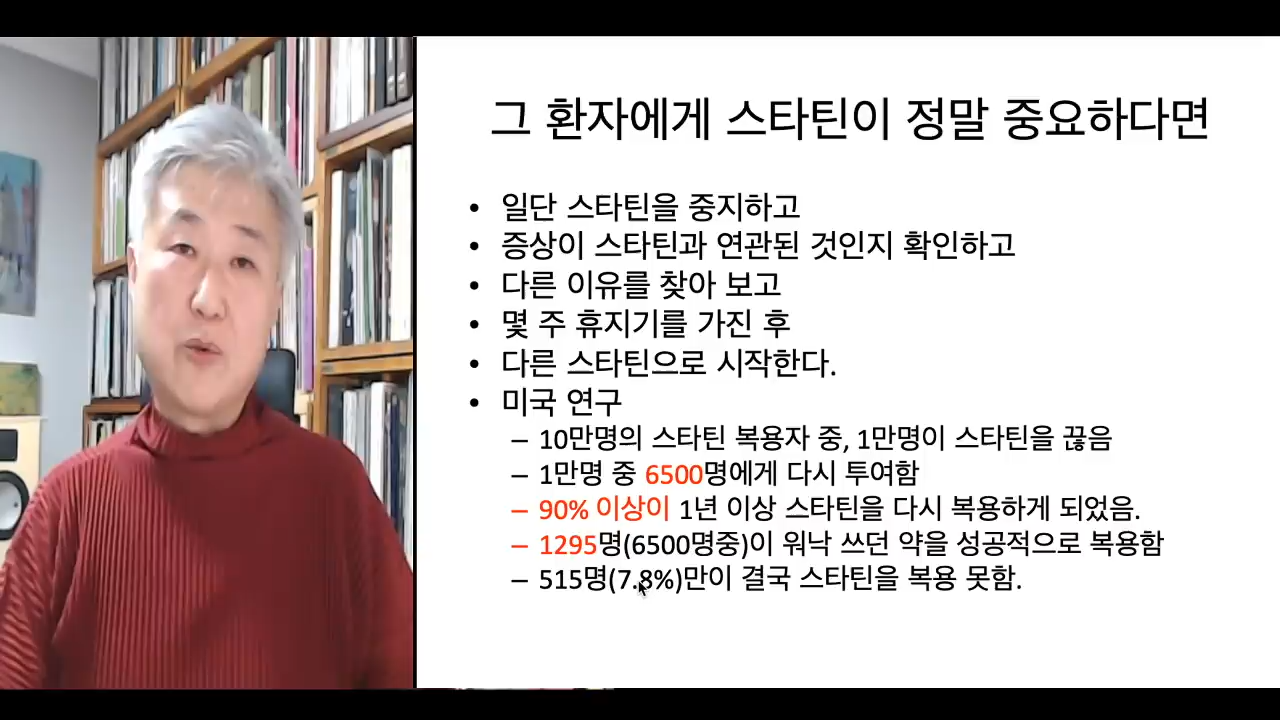 그 환자에게 스타틴이 정말 중요하다면
• 일단 스타틴을 중지하고
• 증상이 스타틴과 연관된 것인지 확인하고
• 다른 이유를 찾아 보고
• 몇 주 휴지기를 가진 후
• 다른 스타틴으로 시작한다.
• 미국 연구
– 10만명의 스타틴 복용자 중, 1만명이 스타틴을 끊음
– 1만명 중 6500명에게 다시 투여함
– 90% 이상이 1년 이상 스타틴을 다시 복용하게 되었음.
– 1295명(6500명중)이 워낙 쓰던 약을 성공적으로 복용함
– 515명(7.8%)만이 결국 스타틴을 복용 못함.